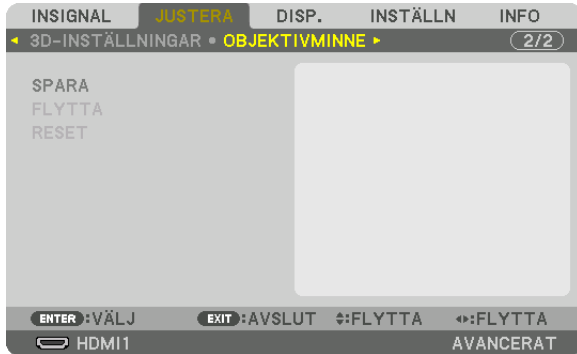 INSIGNAL JUSTERA DISP. INSTÄLLN INFO
◂ 3D-INSTÄLLNINGAR • OBJEKTIVMINNE ▸ 2/2
SPARA
FLYTTA
RESET
ENTER :VÄLJ EXIT :AVSLUT ♦:FLYTTA ◂▸:FLYTTA
HDMI1 AVANCERAT